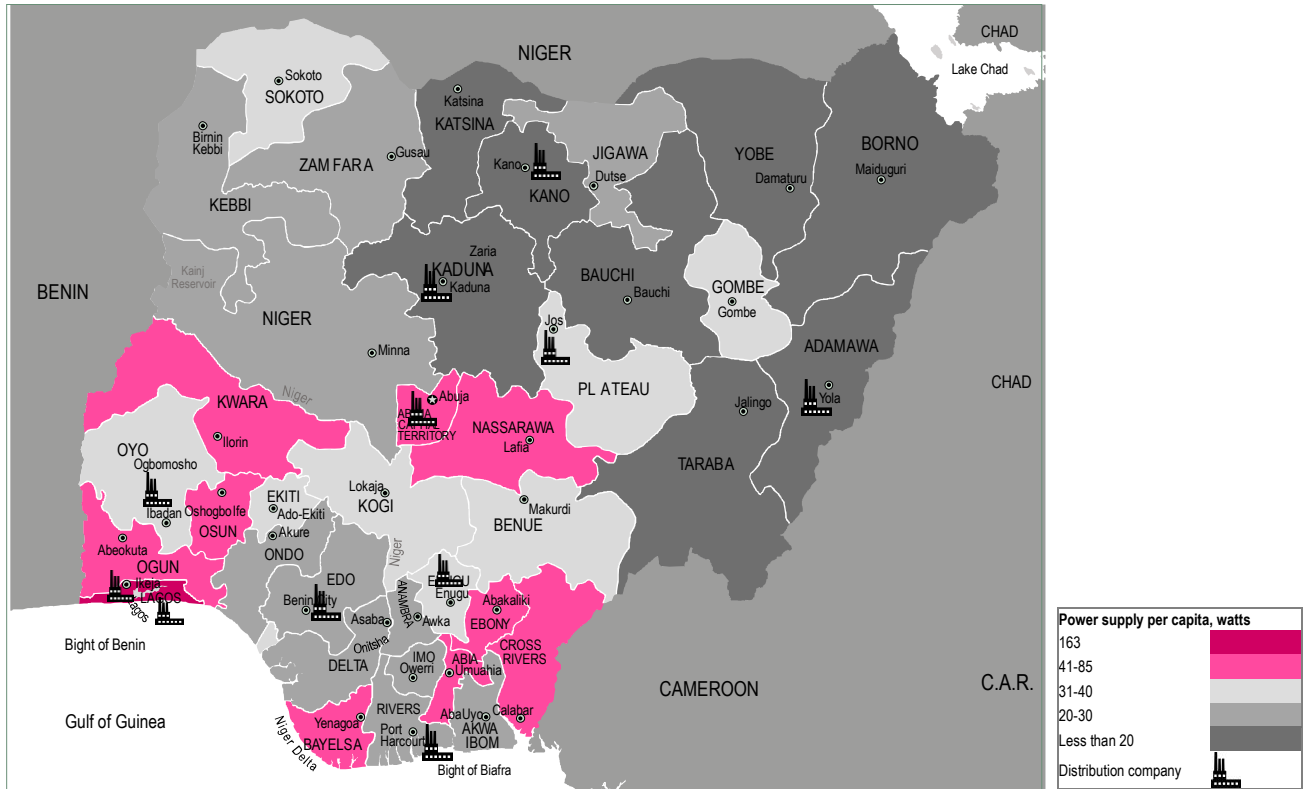 NIGER
CHAD
Lake Chad
Sokoto
SOKOTO
Katsina
KATSINA
Birnin
Kebbi
ZAMFARA
Gusau
Kano
KANO
JIGAWA
Dutse
YOBE
Damaturu
BORNO
Maiduguri
KEBBI
Zaria
KADUNA
Kaduna
Kainj
Reservoir
BENIN
NIGER
BAUCHI
Bauchi
GOMBE
Gombe
Jos
Minna
ADAMAWA
PLATEAU
CHAD
Niger
KWARA
Abuja
CAPITAL
TERRITORY
NASSARAWA
Lafia
Jalingo
Yola
Ilorin
OYO
Ogbomosho
TARABA
Lokaja
KOGI
EKITI
Ado-Ekiti
Oshogbo
Ife
OSUN
Ibadan
Makurdi
BENUE
Akure
ONDO
Abeokuta
OGUN
Niger
EDO
Ikeja
LAGOS
Lagos
Benin City
ANAMBRA
Enugu
Asaba
Awka
Abakaliki
EBONY
Onitsha
CROSS
RIVERS
Bight of Benin
DELTA
IMO
Owerri
ABIA
Umuahia
CAMEROON
C.A.R.
Gulf of Guinea
Yenagoa
BAYELSA
RIVERS
Port
Harcourt
Aba
Uyo
Calabar
AKWA
IBOM
Niger Delta
Bight of Biafra
Power supply per capita, watts
163
41-85
31-40
20-30
Less than 20
Distribution company